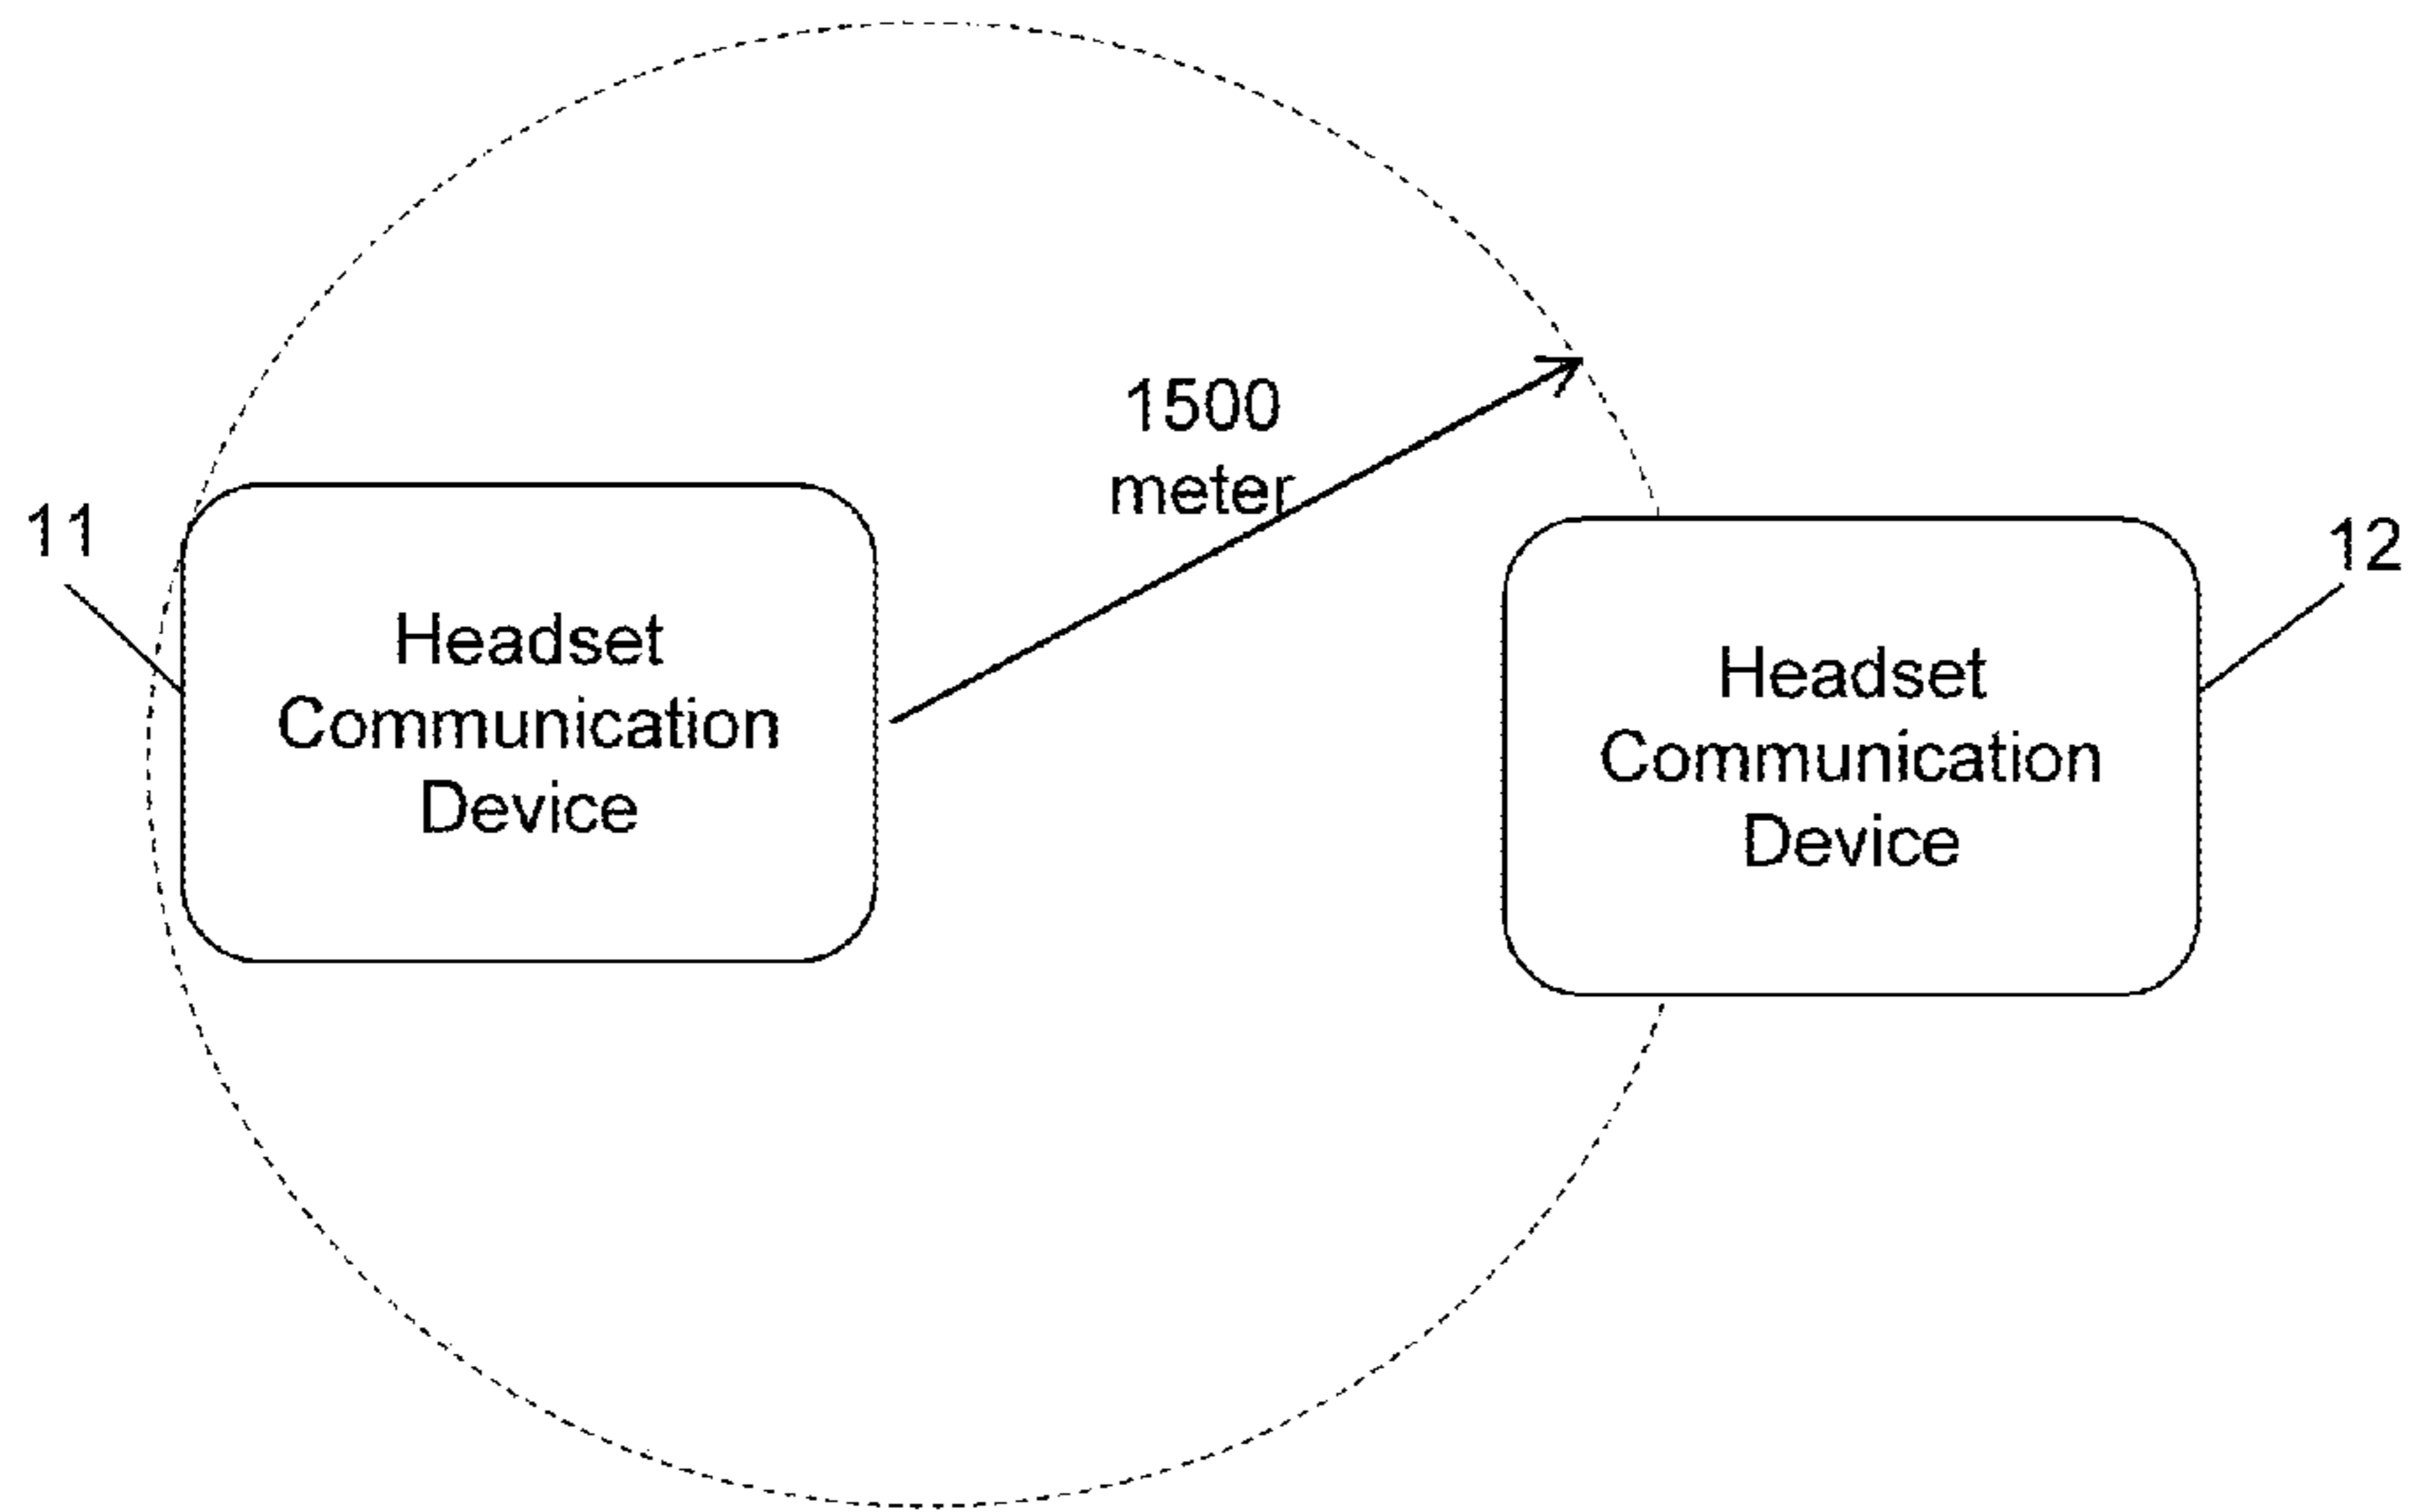 1500
meter
11
Headset
Communication
Device
12
Headset
Communication
Device